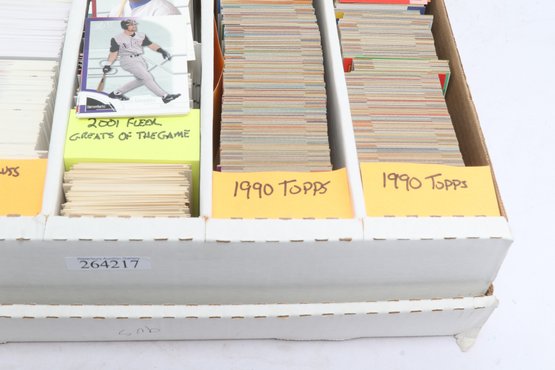 2001 FLEER
GREATS OF THE GAME
1990 TOPPS
1990 TOPPS
264217